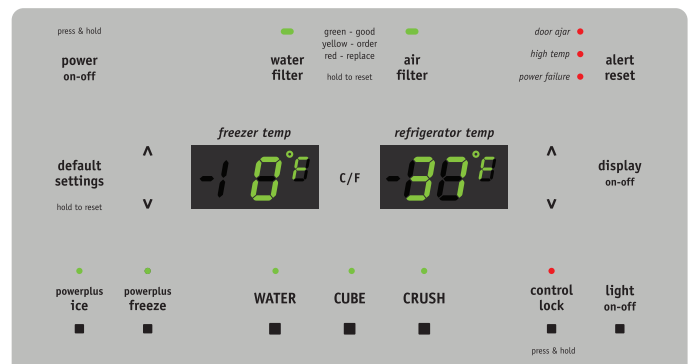 press & hold
power
on-off
water
filter
green - good
yellow - order
red - replace
hold to reset
air
filter
door ajar
high temp
power failure
alert
reset
default
settings
hold to reset
^
v
freezer temp
0°F
C/F
refrigerator temp
37°F
^
v
display
on-off
powerplus
ice
powerplus
freeze
WATER
CUBE
CRUSH
control
lock
press & hold
light
on-off